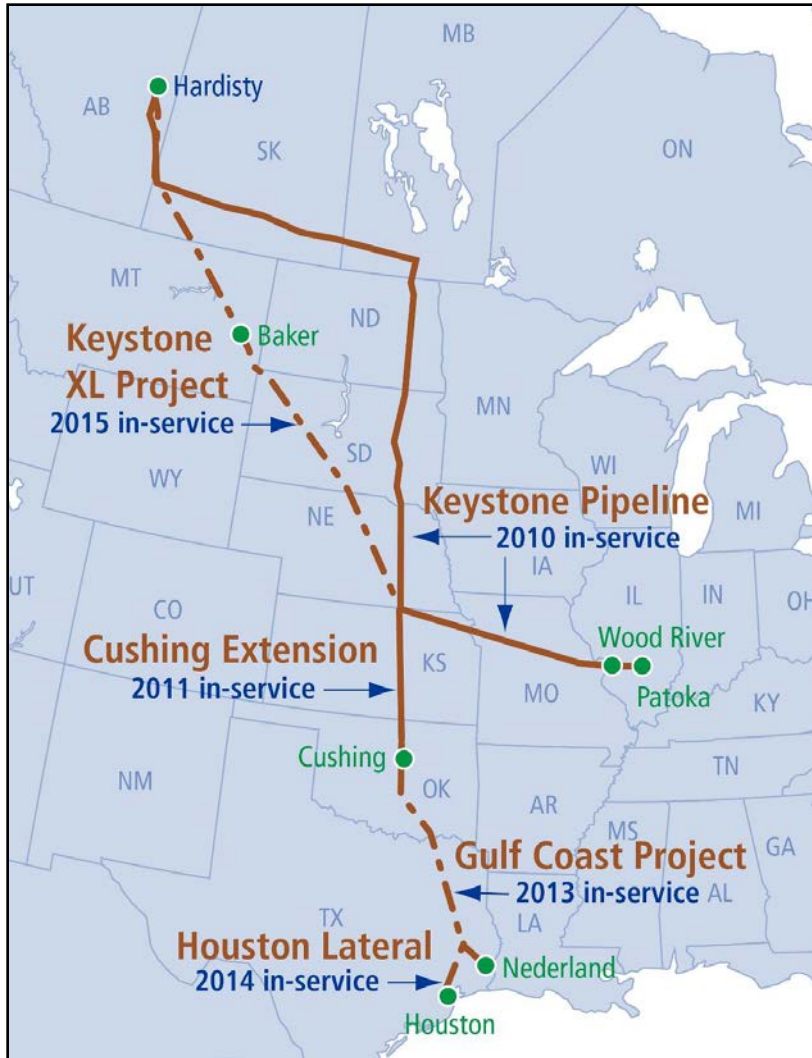 MB
Hardisty
AB
SK
ON
MT
ND
Baker
Keystone
XL Project
2015 in-service
MN
SD
WI
WY
MI
NE
Keystone Pipeline
2010 in-service
IA
UT
CO
IL
IN
OH
Wood River
Cushing Extension
2011 in-service
KS
MO
Patoka
KY
Cushing
OK
NM
TN
AR
MS
GA
Gulf Coast Project
2013 in-service
AL
TX
LA
Houston Lateral
2014 in-service
Nederland
Houston